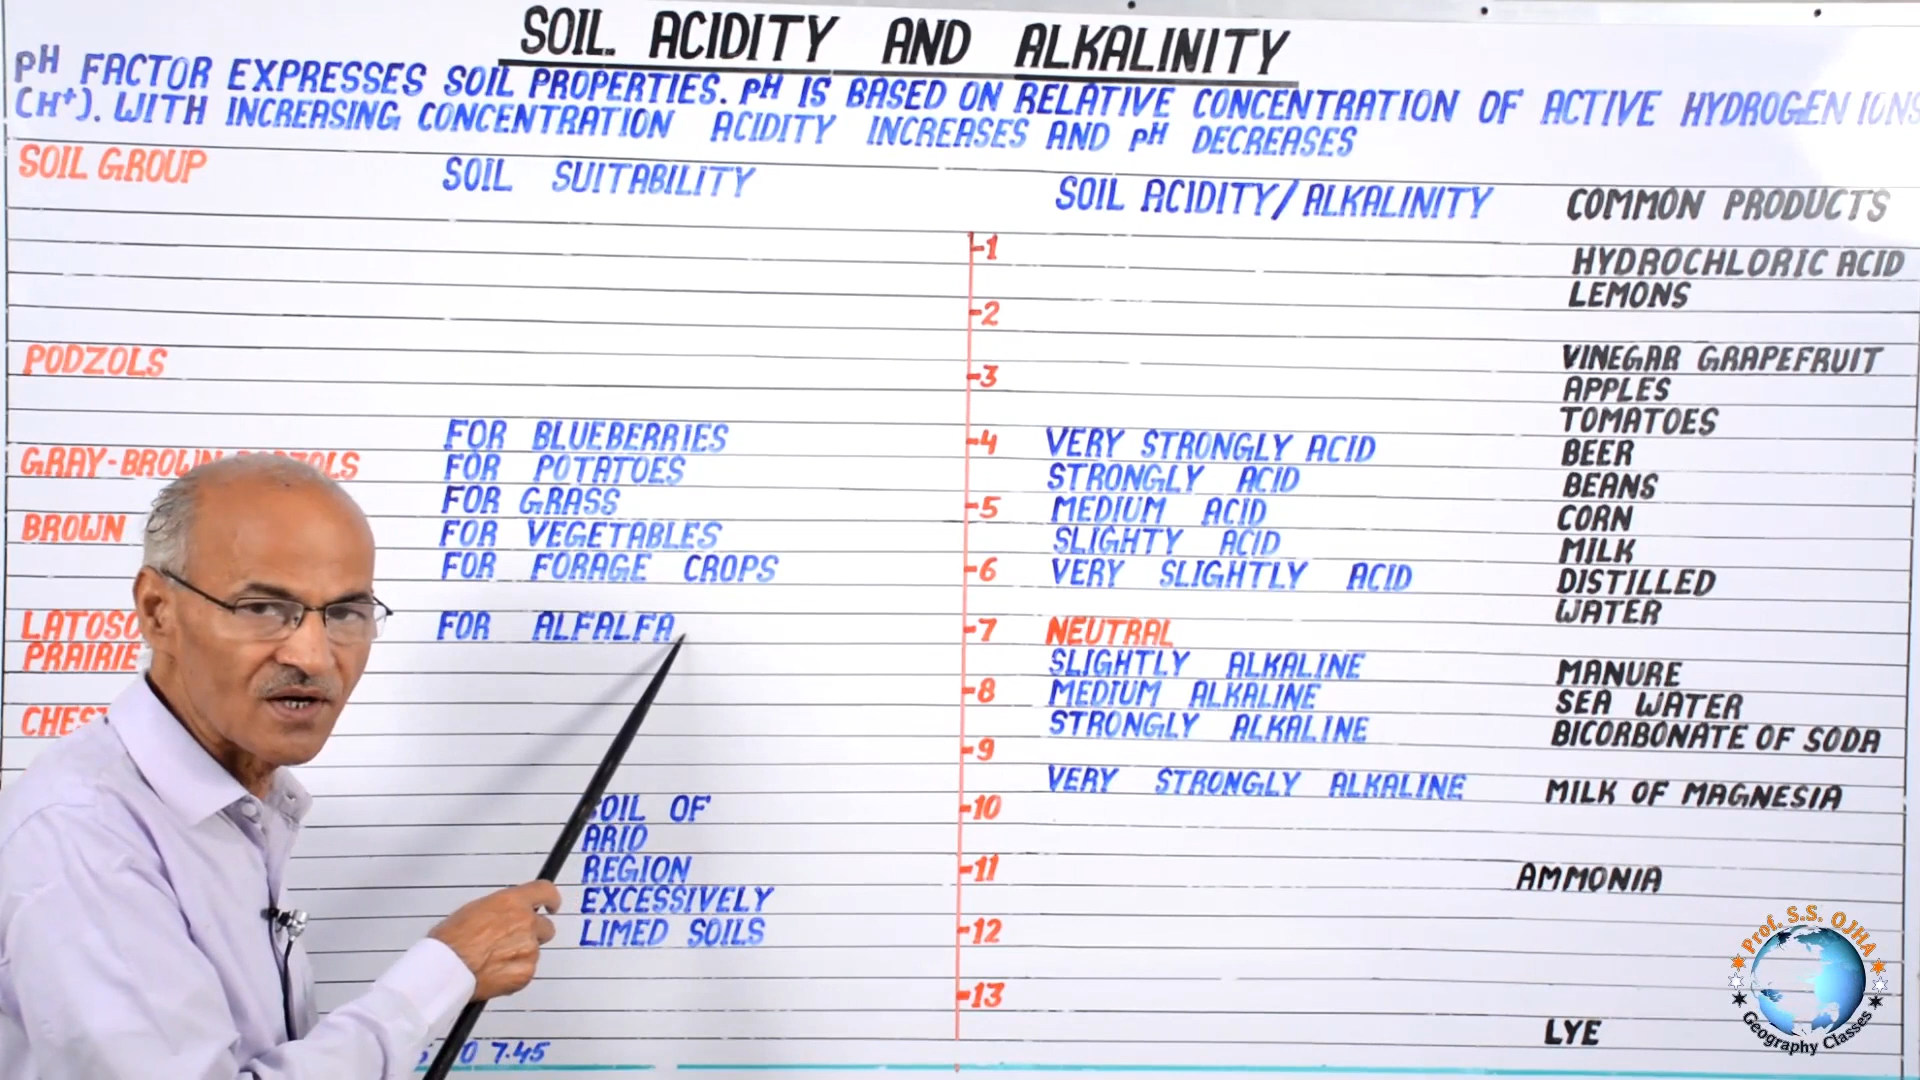 SOIL ACIDITY AND ALKALINITY
pH FACTOR EXPRESSES SOIL PROPERTIES. pH IS BASED ON RELATIVE CONCENTRATION OF ACTIVE HYDROGEN IONS
(H+). WITH INCREASING CONCENTRATION ACIDITY INCREASES AND pH DECREASES
SOIL GROUP SOIL SUITABILITY SOIL ACIDITY/ALKALINITY COMMON PRODUCTS
-1
HYDROCHLORIC ACID
LEMONS
-2
PODZOLS VINEGAR GRAPEFRUIT
-3 APPLES
TOMATOES
FOR BLUEBERRIES -4 VERY STRONGLY ACID BEER
GRAY-BROWN FOR POTATOES STRONGLY ACID BEANS
FOR GRASS -5 MEDIUM ACID CORN
BROWN FOR VEGETABLES SLIGHTY ACID MILK
FOR FORAGE CROPS -6 VERY SLIGHTLY ACID DISTILLED
WATER
FOR ALFALFA -7 NEUTRAL
PRAIRIE SLIGHTLY ALKALINE MANURE
-8 MEDIUM ALKALINE SEA WATER
STRONGLY ALKALINE BICORBONATE OF SODA
-9
VERY STRONGLY ALKALINE MILK OF MAGNESIA
SOIL OF -10
ARID
REGION -11 AMMONIA
EXCESSIVELY
LIMED SOILS -12
-13
LYE
7.45
Prof. S.S. OJHA
Geography Classes